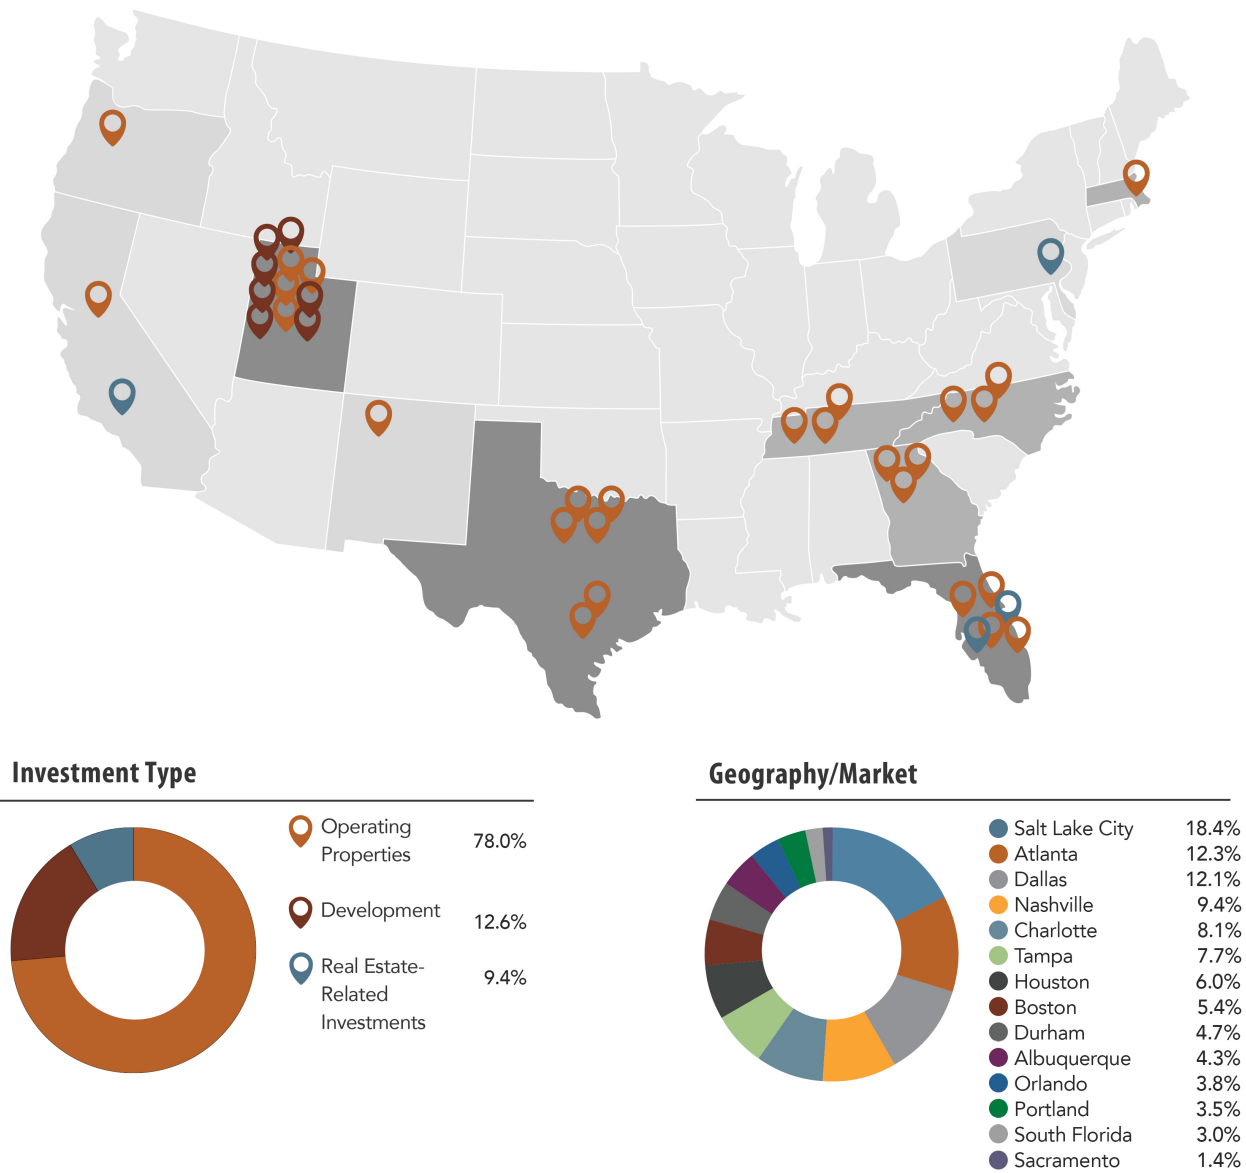 Investment Type
Operating
Properties
78.0%
Development
12.6%
Real Estate-
Related
Investments
9.4%
Geography/Market
Salt Lake City 18.4%
Atlanta 12.3%
Dallas 12.1%
Nashville 9.4%
Charlotte 8.1%
Tampa 7.7%
Houston 6.0%
Boston 5.4%
Durham 4.7%
Albuquerque 4.3%
Orlando 3.8%
Portland 3.5%
South Florida 3.0%
Sacramento 1.4%